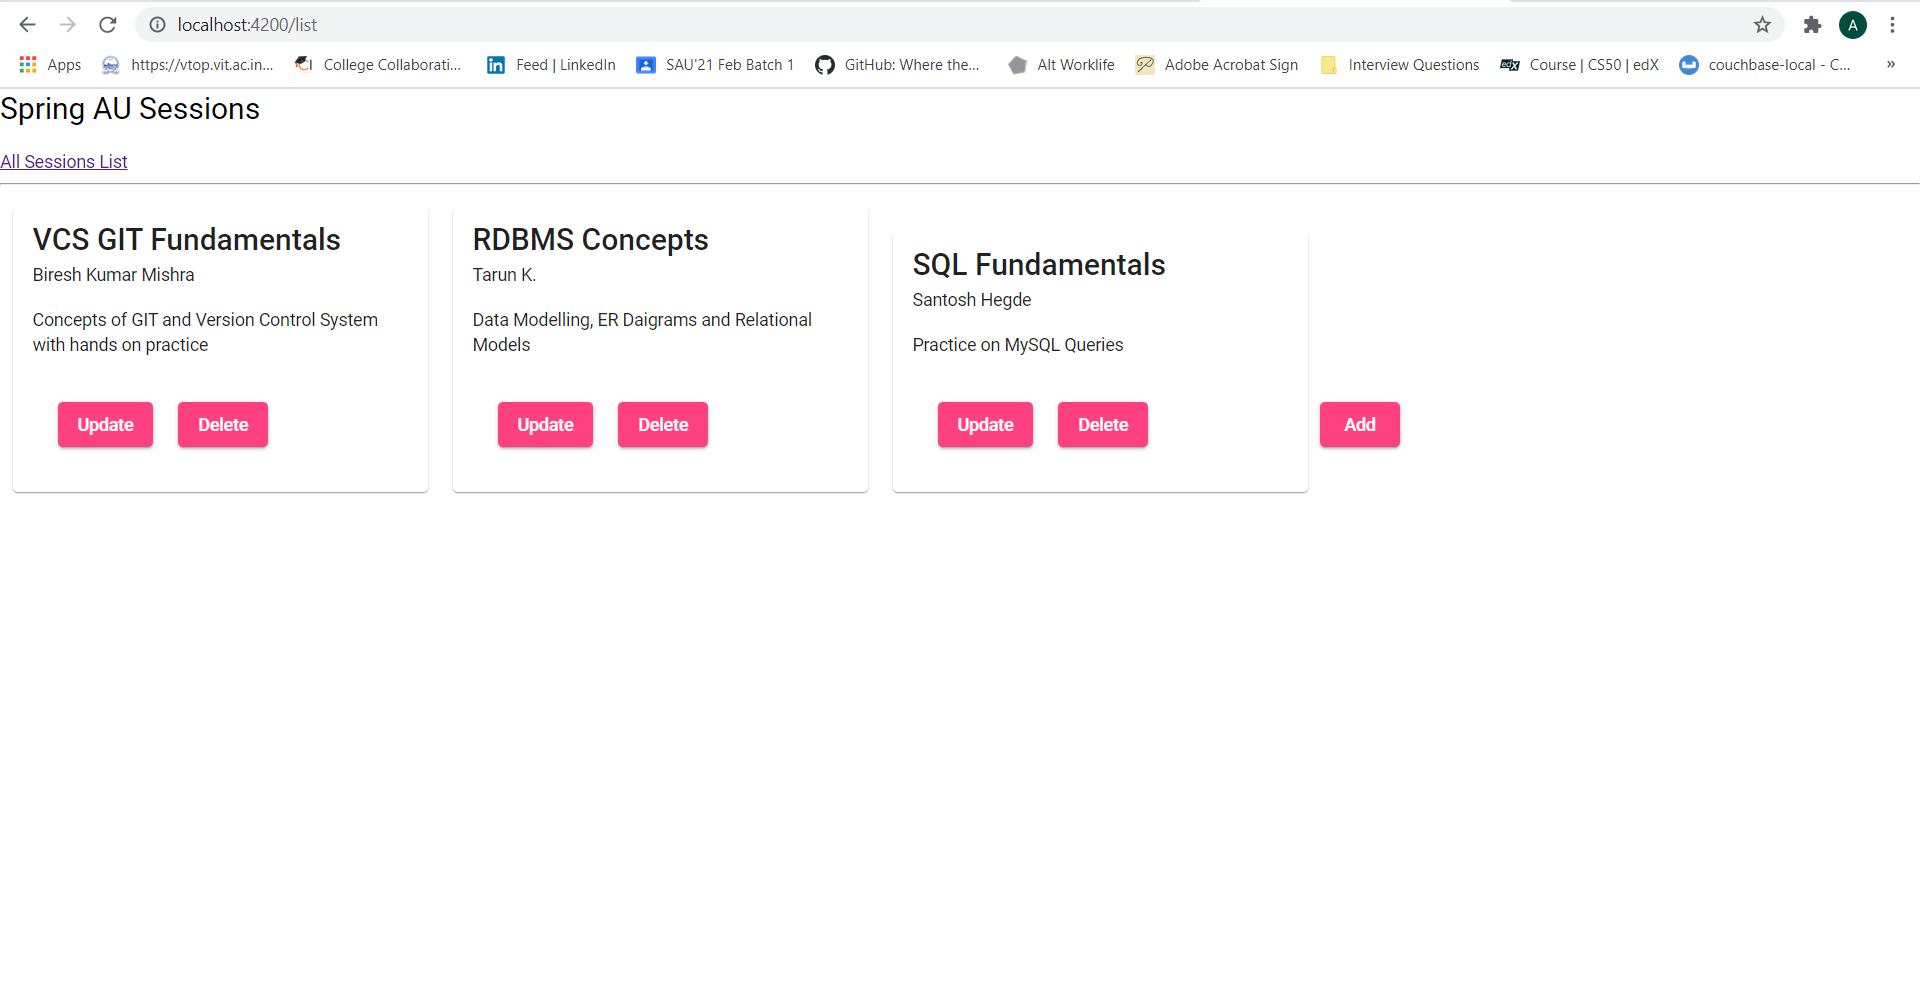 localhost:4200/list
A
Apps
https://vtop.vit.ac.in...
College Collaborati...
Feed | LinkedIn
SAU'21 Feb Batch 1
GitHub: Where the...
Alt Worklife
Adobe Acrobat Sign
Interview Questions
edX
Course | CS50 | edX
couchbase-local - C...
»
Spring AU Sessions
All Sessions List
VCS GIT Fundamentals
Biresh Kumar Mishra
Concepts of GIT and Version Control System
with hands on practice
Update
Delete
RDBMS Concepts
Tarun K.
Data Modelling, ER Daigrams and Relational
Models
Update
Delete
SQL Fundamentals
Santosh Hegde
Practice on MySQL Queries
Update
Delete
Add